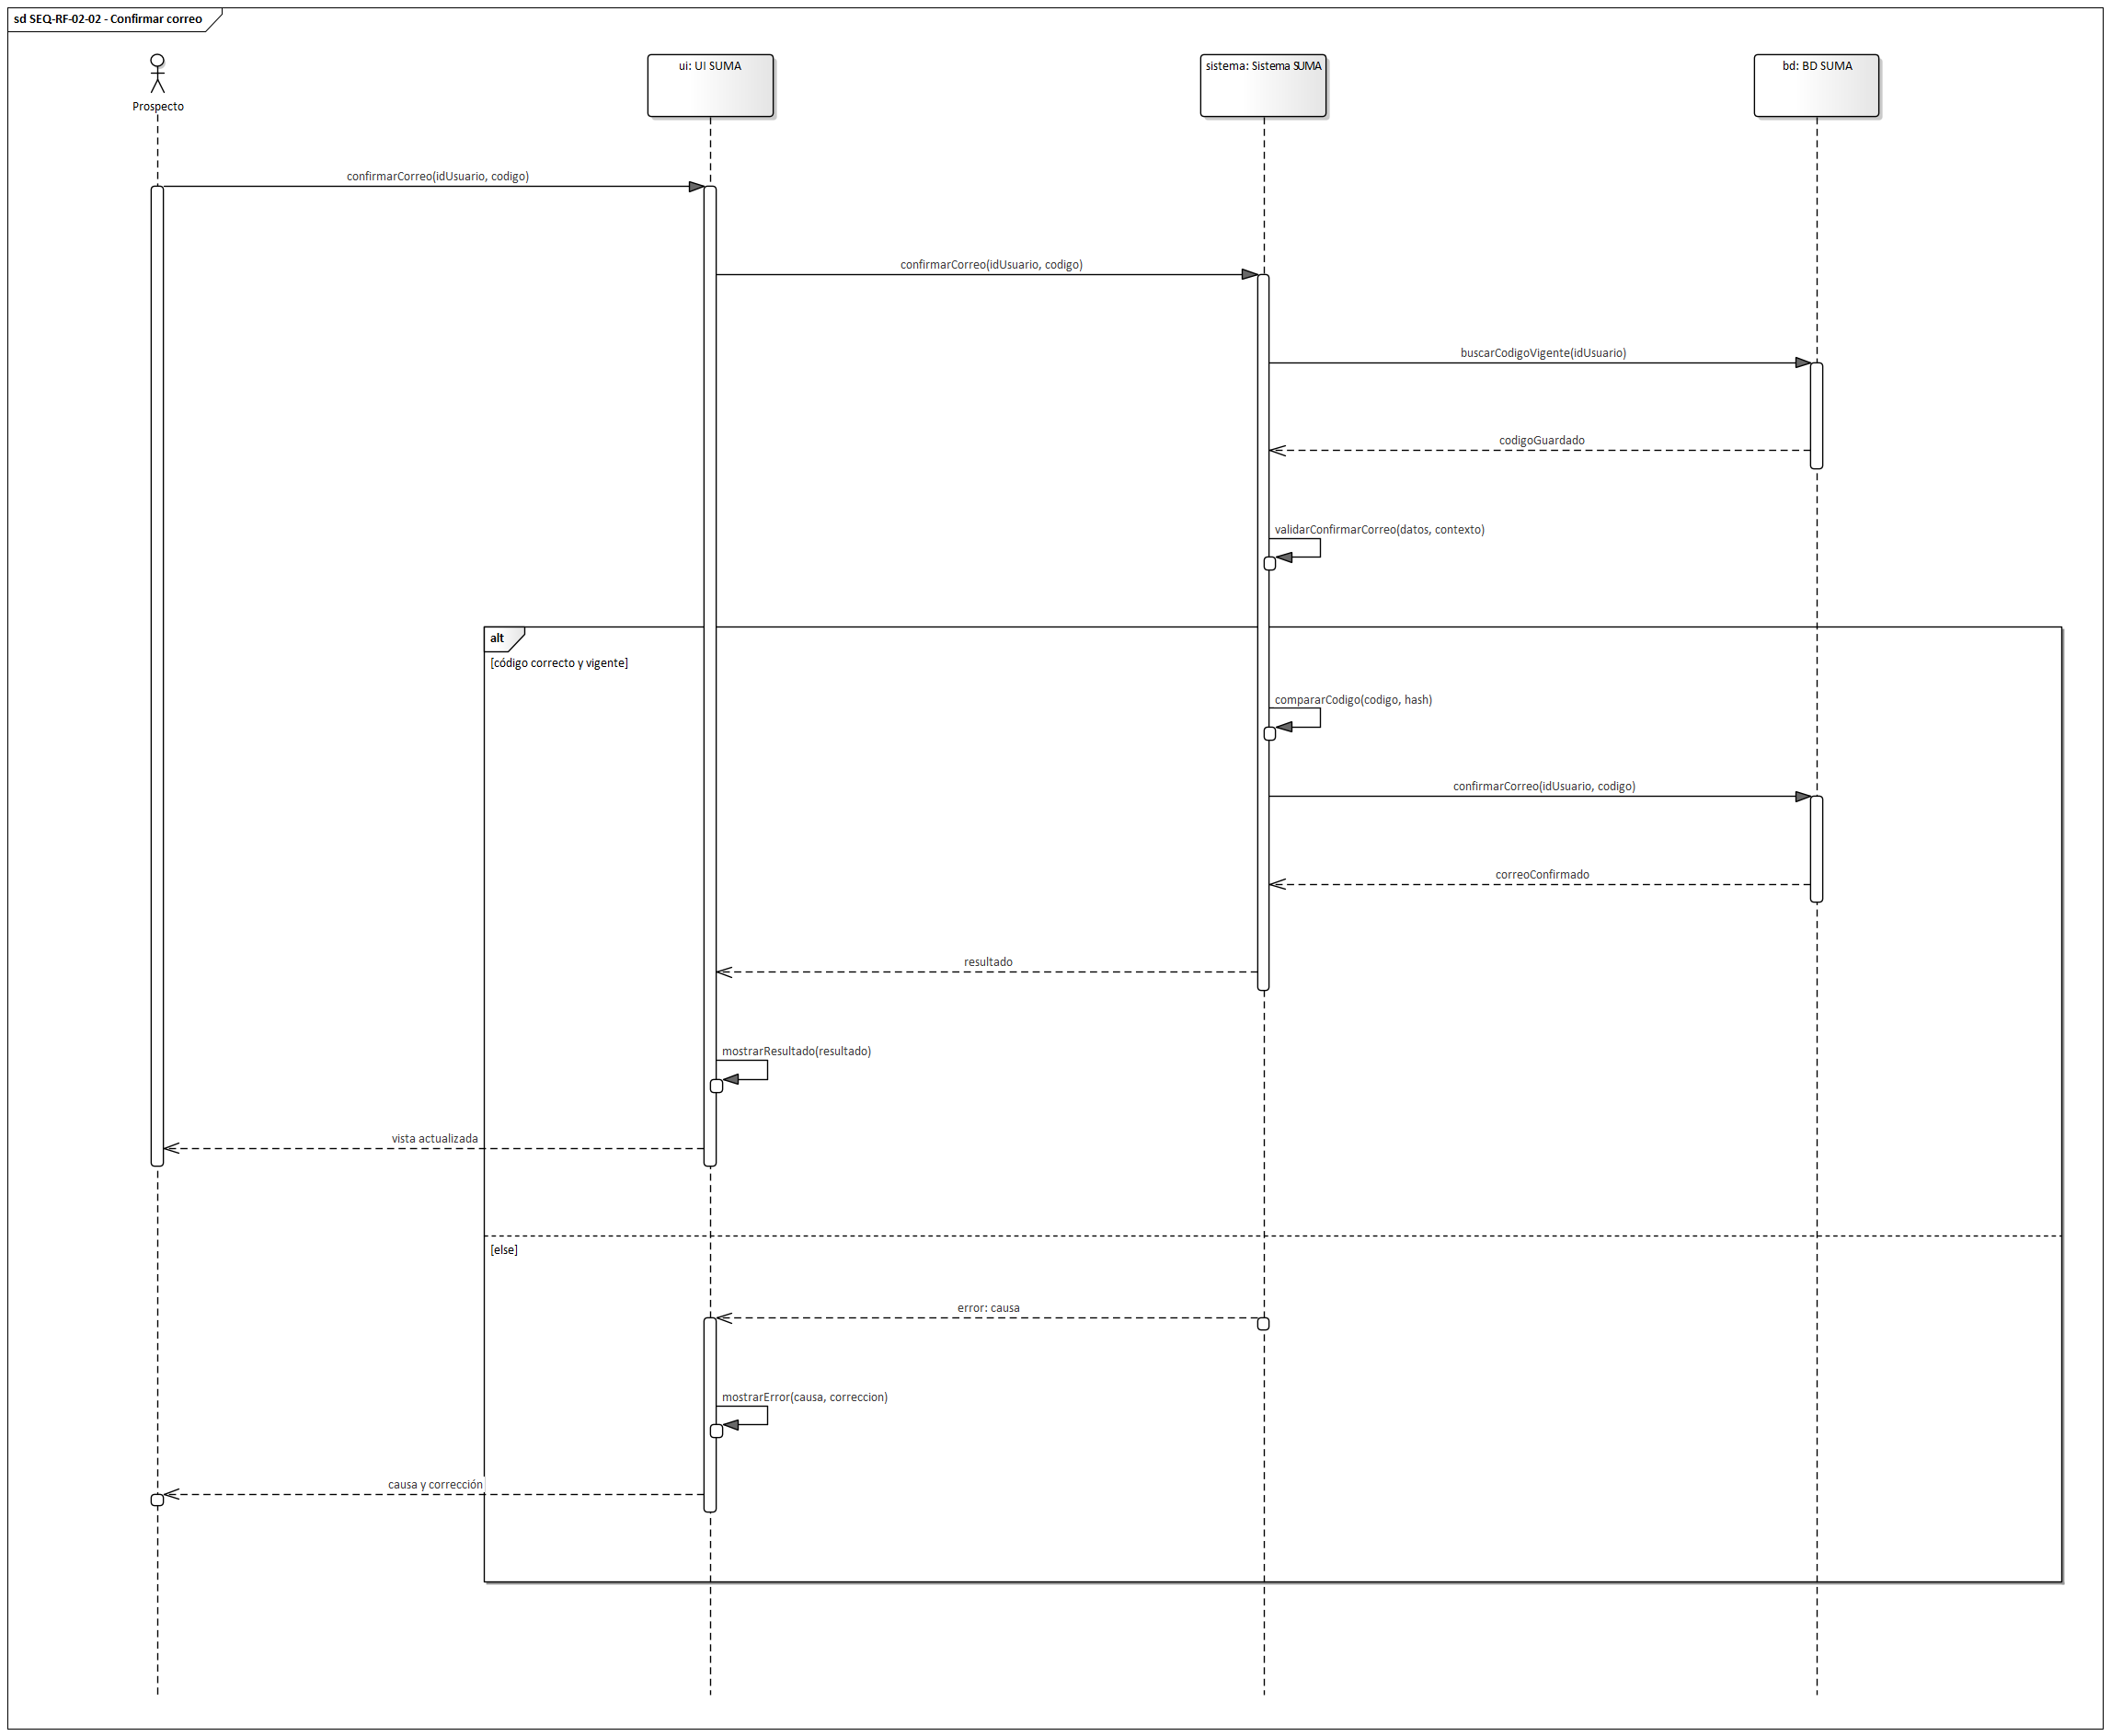 sd SEQ-RF-02-02 - Confirmar correo
Prospecto
ui: UI SUMA
sistema: Sistema SUMA
bd: BD SUMA
confirmarCorreo(idUsuario, codigo)
confirmarCorreo(idUsuario, codigo)
buscarCodigoVigente(idUsuario)
codigoGuardado
validarConfirmarCorreo(datos, contexto)
alt
[código correcto y vigente]
compararCodigo(codigo, hash)
confirmarCorreo(idUsuario, codigo)
correoConfirmado
resultado
mostrarResultado(resultado)
vista actualizada
[else]
error: causa
mostrarError(causa, correccion)
causa y corrección